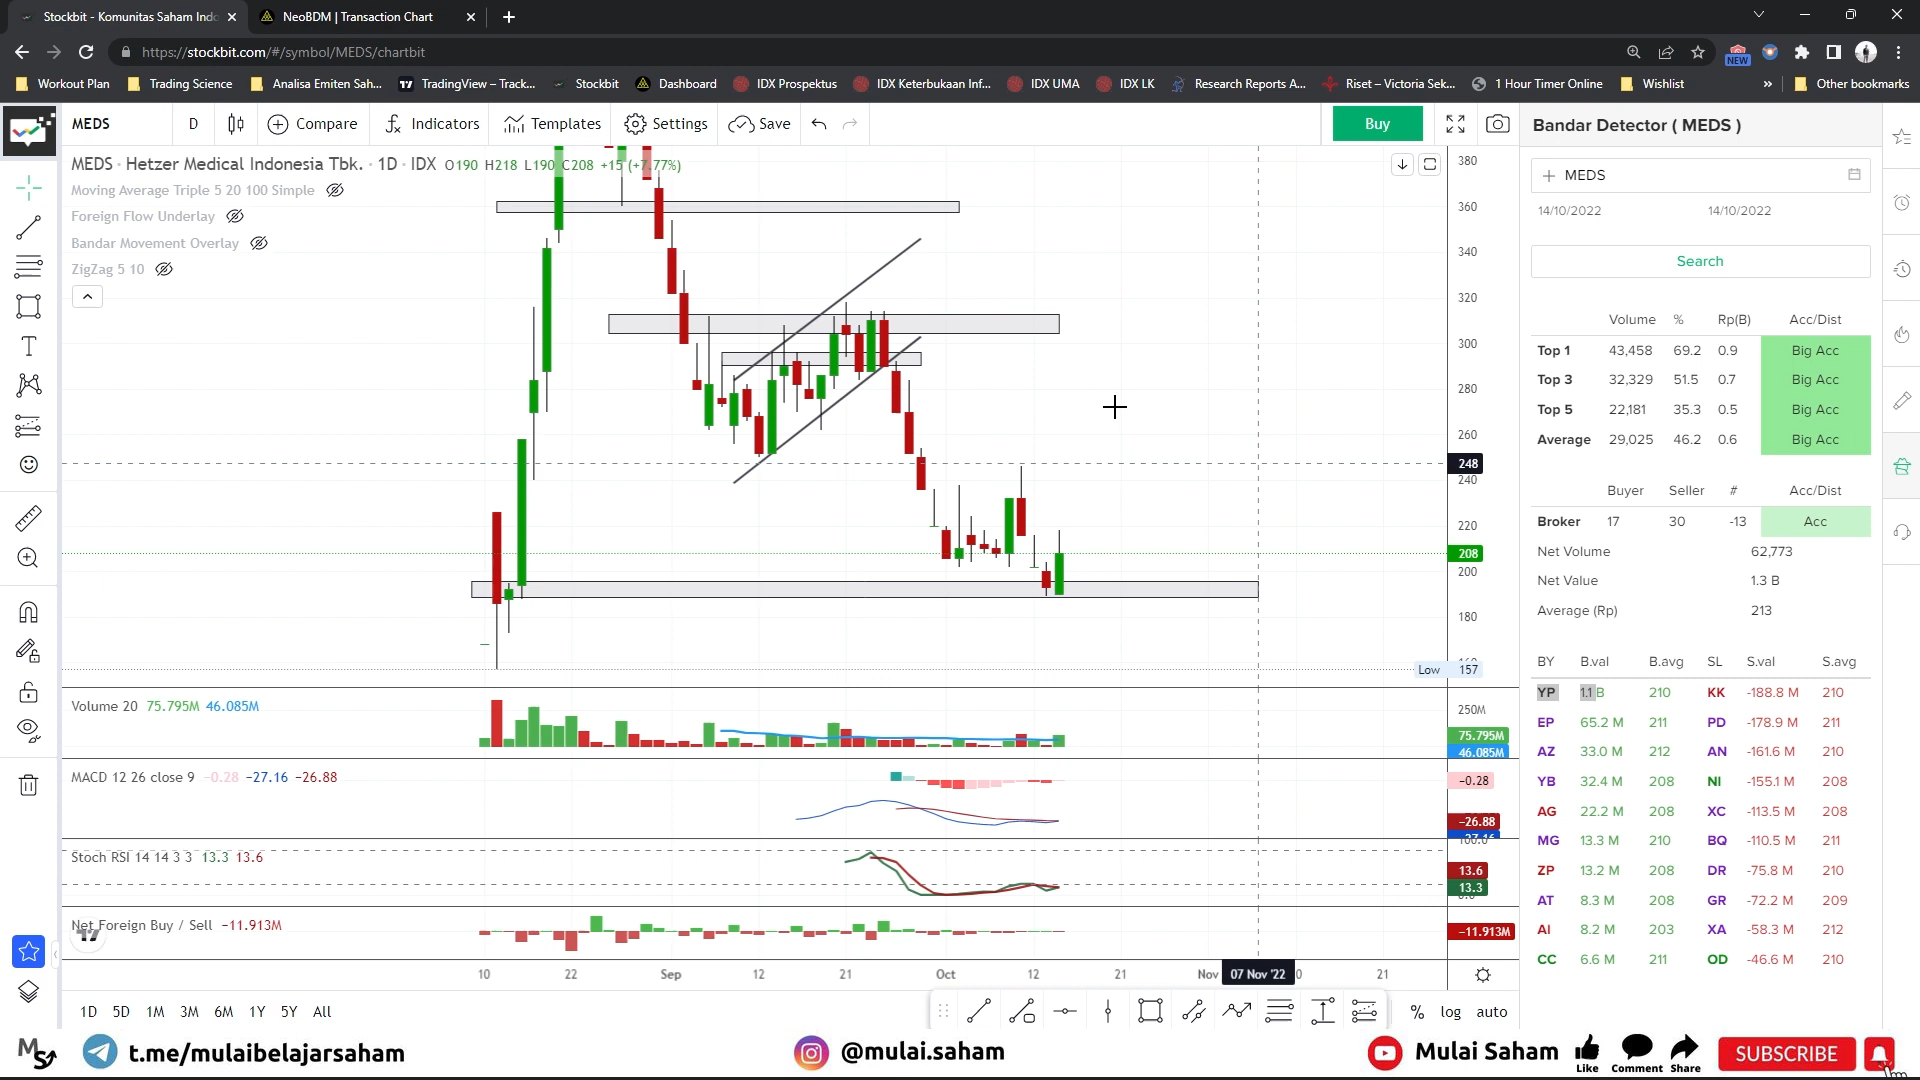 Stockbit - Komunitas Saham Indo
NeoBDM | Transaction Chart
https://stockbit.com/#/symbol/MEDS/chartbit
NEW
Workout Plan
Trading Science
Analisa Emiten Sah...
TradingView – Track...
Stockbit
Dashboard
IDX Prospektus
IDX Keterbukaan Inf...
IDX UMA
IDX LK
Research Reports A...
Riset – Victoria Sek...
1 Hour Timer Online
Wishlist
»
Other bookmarks
MEDS
D
Compare
Indicators
Templates
Settings
Save
Buy
MEDS · Hetzer Medical Indonesia Tbk. · 1D · IDX O190 H218 L190 C208 +15 (+7.77%)
Moving Average Triple 5 20 100 Simple
Foreign Flow Underlay
Bandar Movement Overlay
ZigZag 5 10
380
360
340
320
300
280
260
248
240
220
208
200
180
160
Low 157
Volume 20 75.795M 46.085M
250M
75.795M
46.085M
MACD 12 26 close 9 −0.28 −27.16 −26.88
−0.28
−26.88
−27.16
Stoch RSI 14 14 3 3 13.3 13.6
100.0
13.6
13.3
0.0
Net Foreign Buy / Sell −11.913M
−11.913M
10 22 Sep 12 21 Oct 12 21 Nov 07 Nov '22 21
1D 5D 1M 3M 6M 1Y 5Y All
% log auto
Bandar Detector ( MEDS )
MEDS
14/10/2022 14/10/2022
Search
Volume % Rp(B) Acc/Dist
Top 1 43,458 69.2 0.9 Big Acc
Top 3 32,329 51.5 0.7 Big Acc
Top 5 22,181 35.3 0.5 Big Acc
Average 29,025 46.2 0.6 Big Acc
Buyer Seller # Acc/Dist
Broker 17 30 -13 Acc
Net Volume 62,773
Net Value 1.3 B
Average (Rp) 213
BY B.val B.avg SL S.val S.avg
YP 1.1 B 210 KK -188.8 M 210
EP 65.2 M 211 PD -178.9 M 211
AZ 33.0 M 212 AN -161.6 M 210
YB 32.4 M 208 NI -155.1 M 208
AG 22.2 M 208 XC -113.5 M 208
MG 13.3 M 210 BQ -110.5 M 211
ZP 13.2 M 208 DR -75.8 M 210
AT 8.3 M 208 GR -72.2 M 209
AI 8.2 M 203 XA -58.3 M 212
CC 6.6 M 211 OD -46.6 M 210
MS
t.me/mulaibelajarsaham
@mulai.saham
Mulai Saham
Like
Comment
Share
SUBSCRIBE